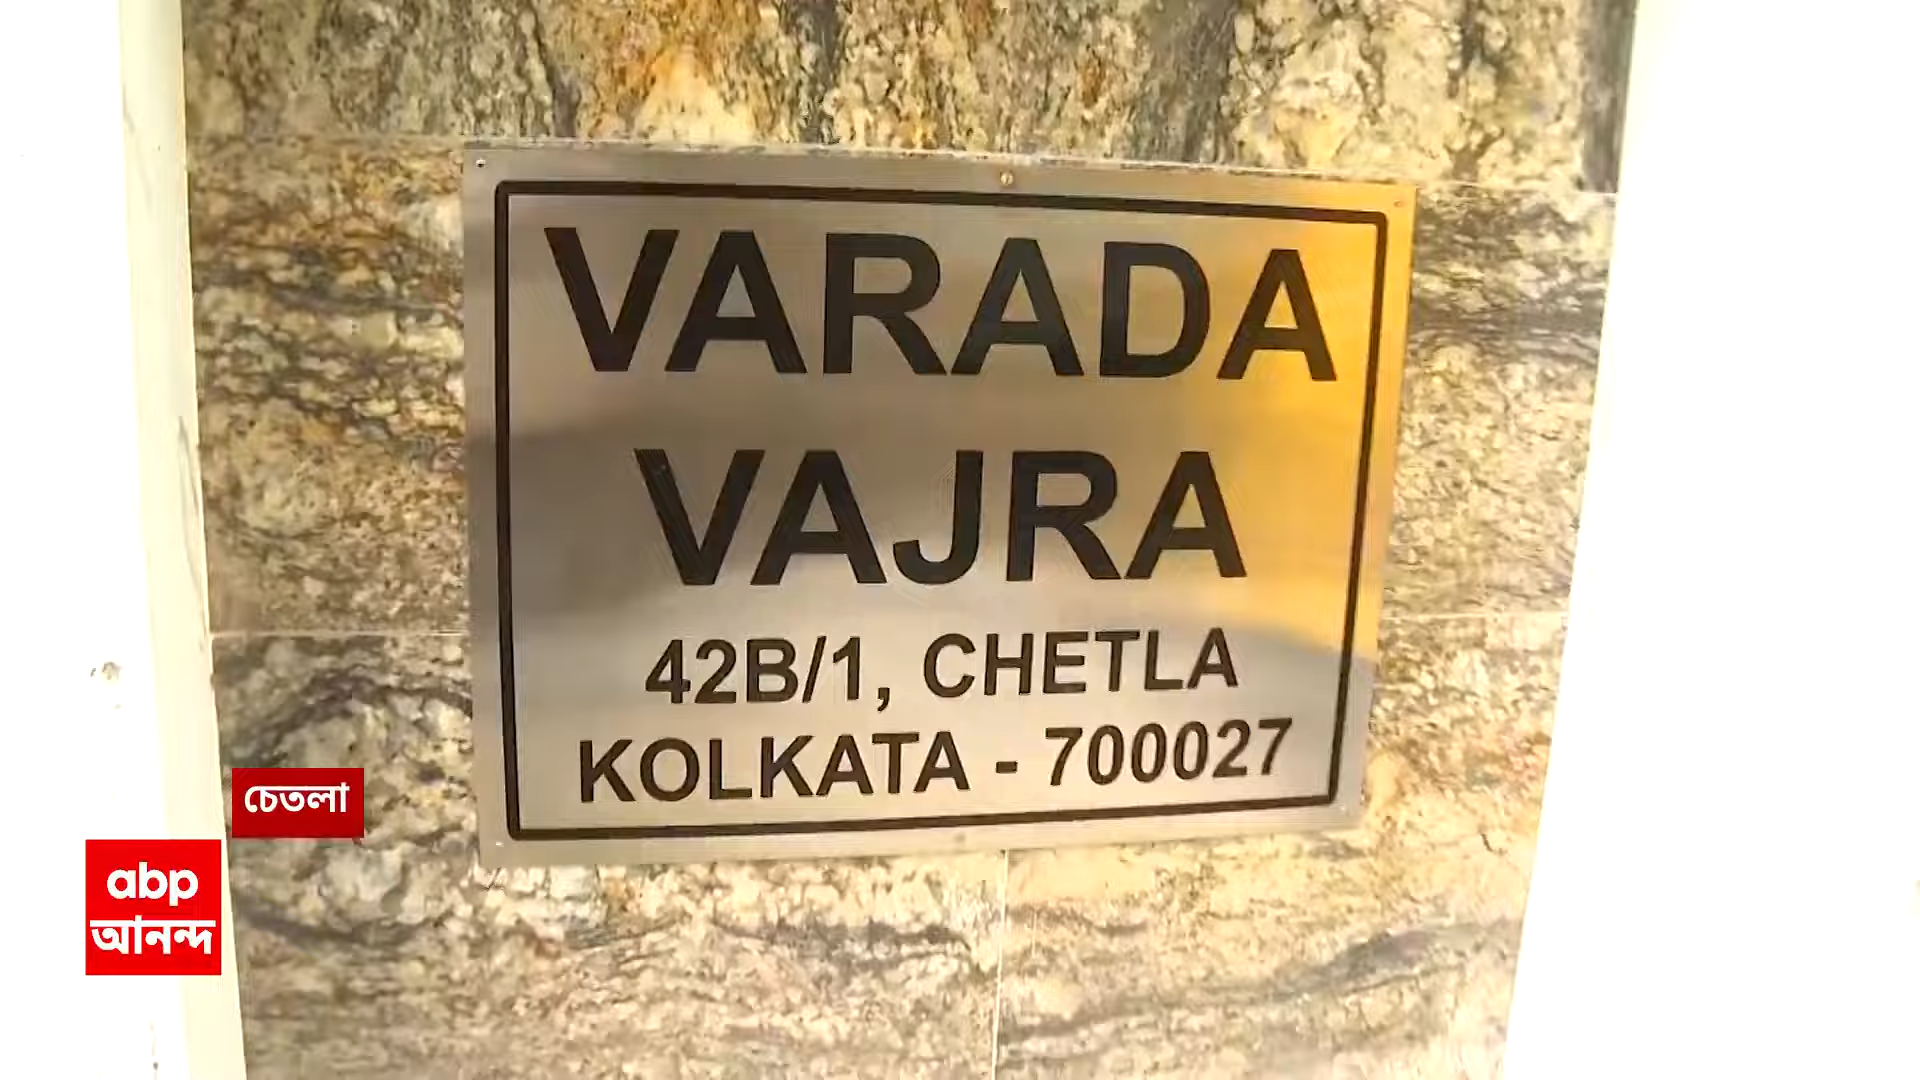 VARADA
VAJRA
42B/1, CHETLA
KOLKATA - 700027
চেতলা
abp
আনন্দ